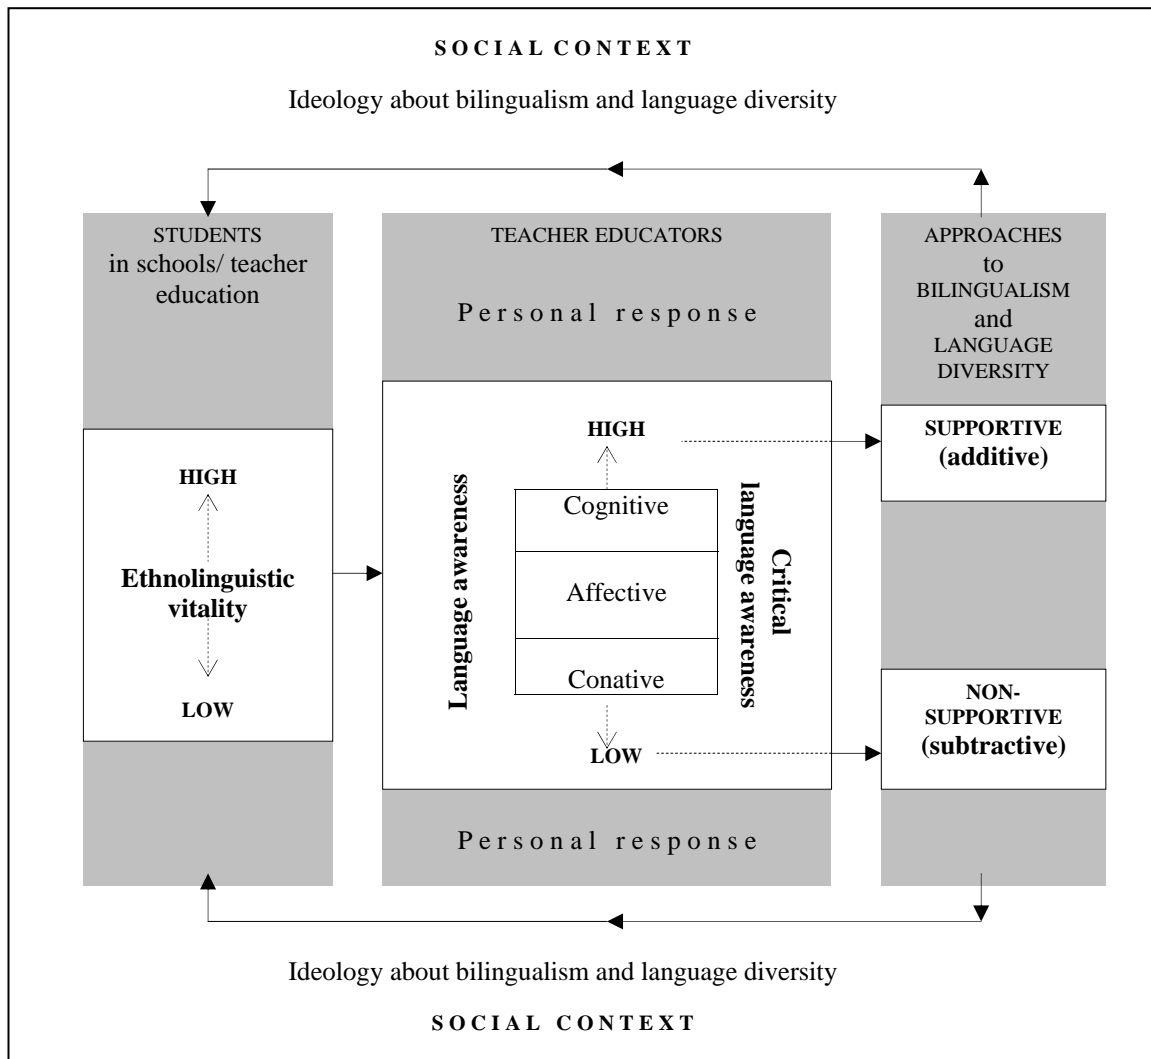 SOCIAL CONTEXT
Ideology about bilingualism and language diversity
STUDENTS
in schools/ teacher
education
HIGH
Ethnolinguistic
vitality
LOW
TEACHER EDUCATORS
Personal response
Language awareness
HIGH
Cognitive
Affective
Conative
LOW
Critical
language awareness
Personal response
APPROACHES
to
BILINGUALISM
and
LANGUAGE
DIVERSITY
SUPPORTIVE
(additive)
NON-
SUPPORTIVE
(subtractive)
Ideology about bilingualism and language diversity
SOCIAL CONTEXT